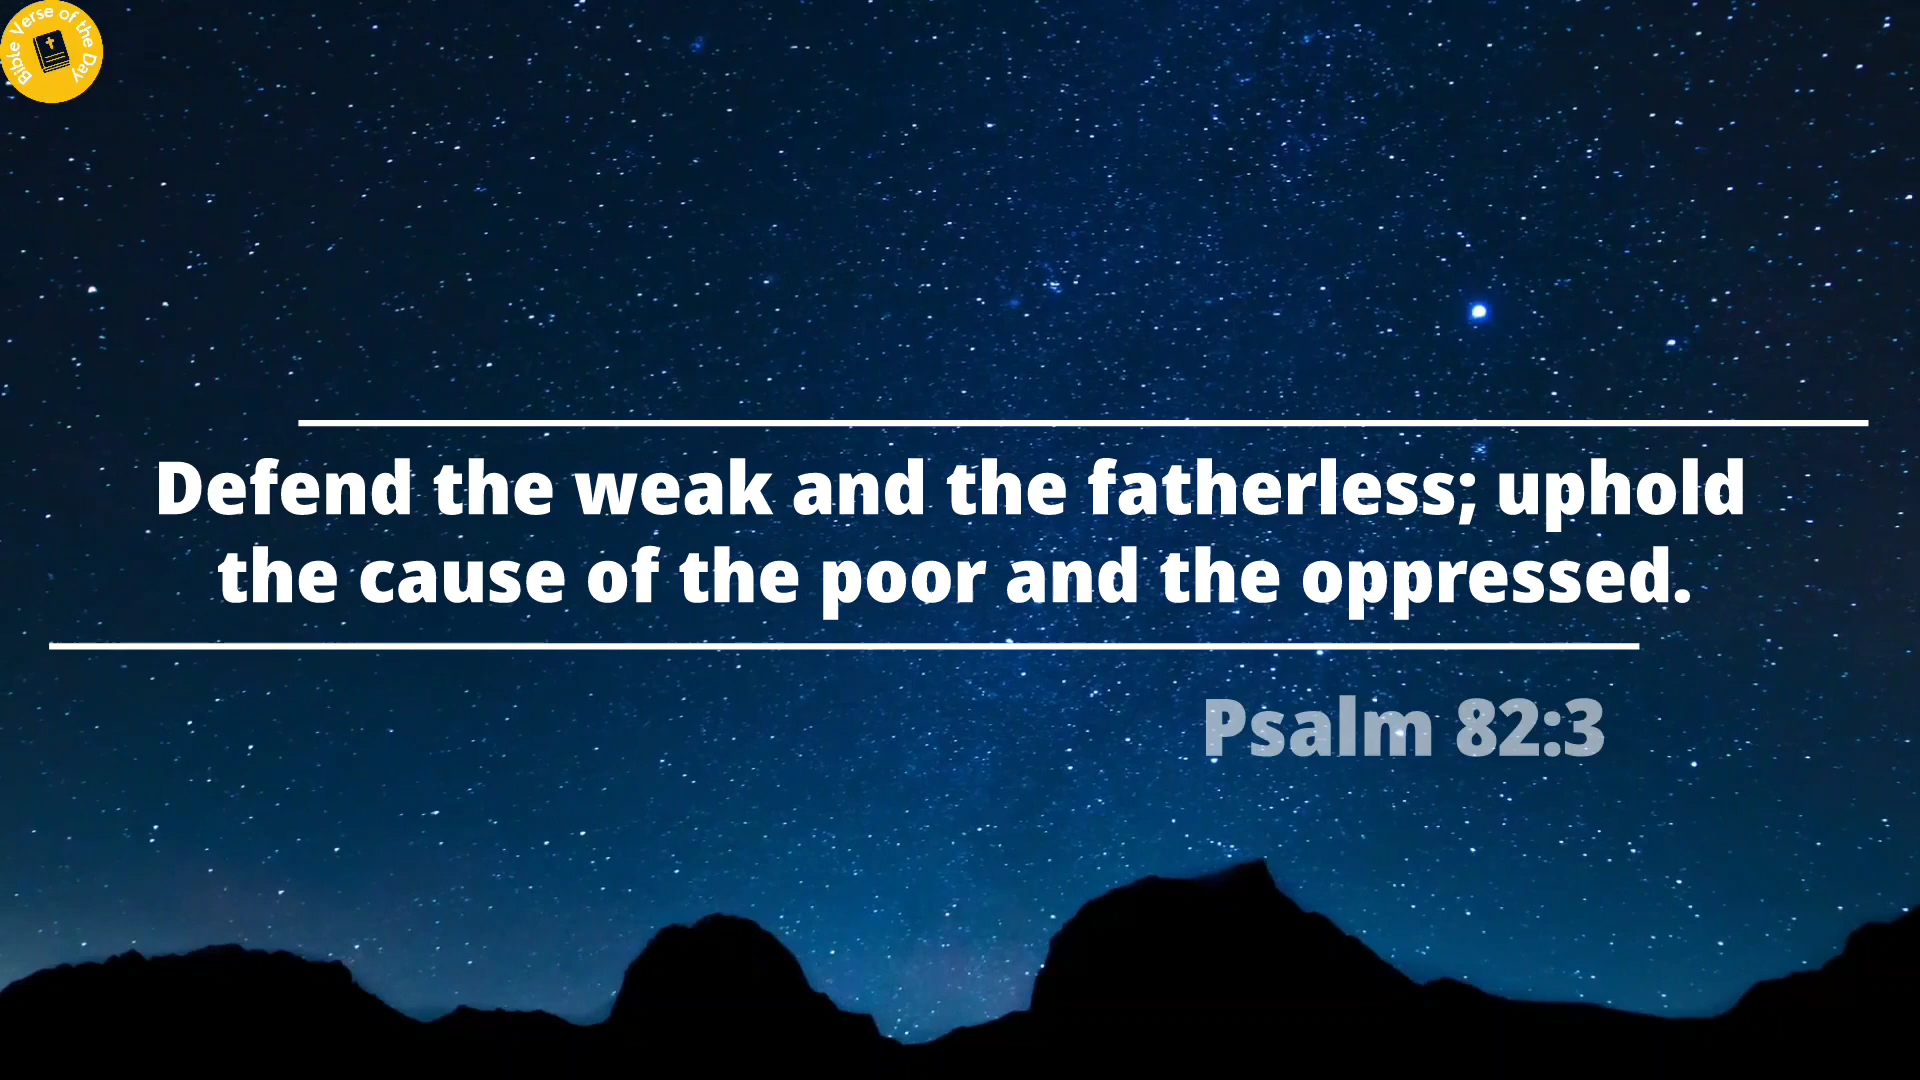 Bible Verse of the Day
Defend the weak and the fatherless; uphold
the cause of the poor and the oppressed.
Psalm 82:3